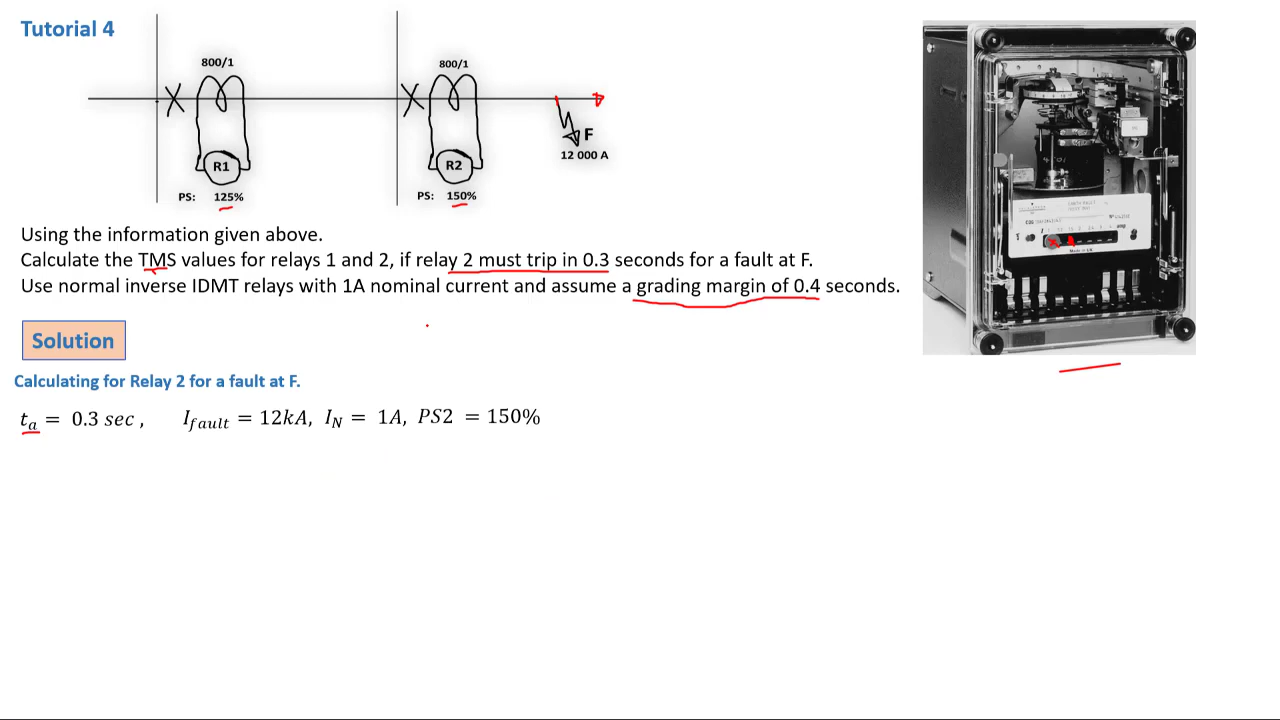 Tutorial 4
800/1
800/1
R1
R2
F
12 000 A
PS: 125%
PS: 150%
Using the information given above.
Calculate the TMS values for relays 1 and 2, if relay 2 must trip in 0.3 seconds for a fault at F.
Use normal inverse IDMT relays with 1A nominal current and assume a grading margin of 0.4 seconds.
Solution
Calculating for Relay 2 for a fault at F.
tₐ = 0.3 sec , I_fault = 12kA, I_N = 1A, PS2 = 150%